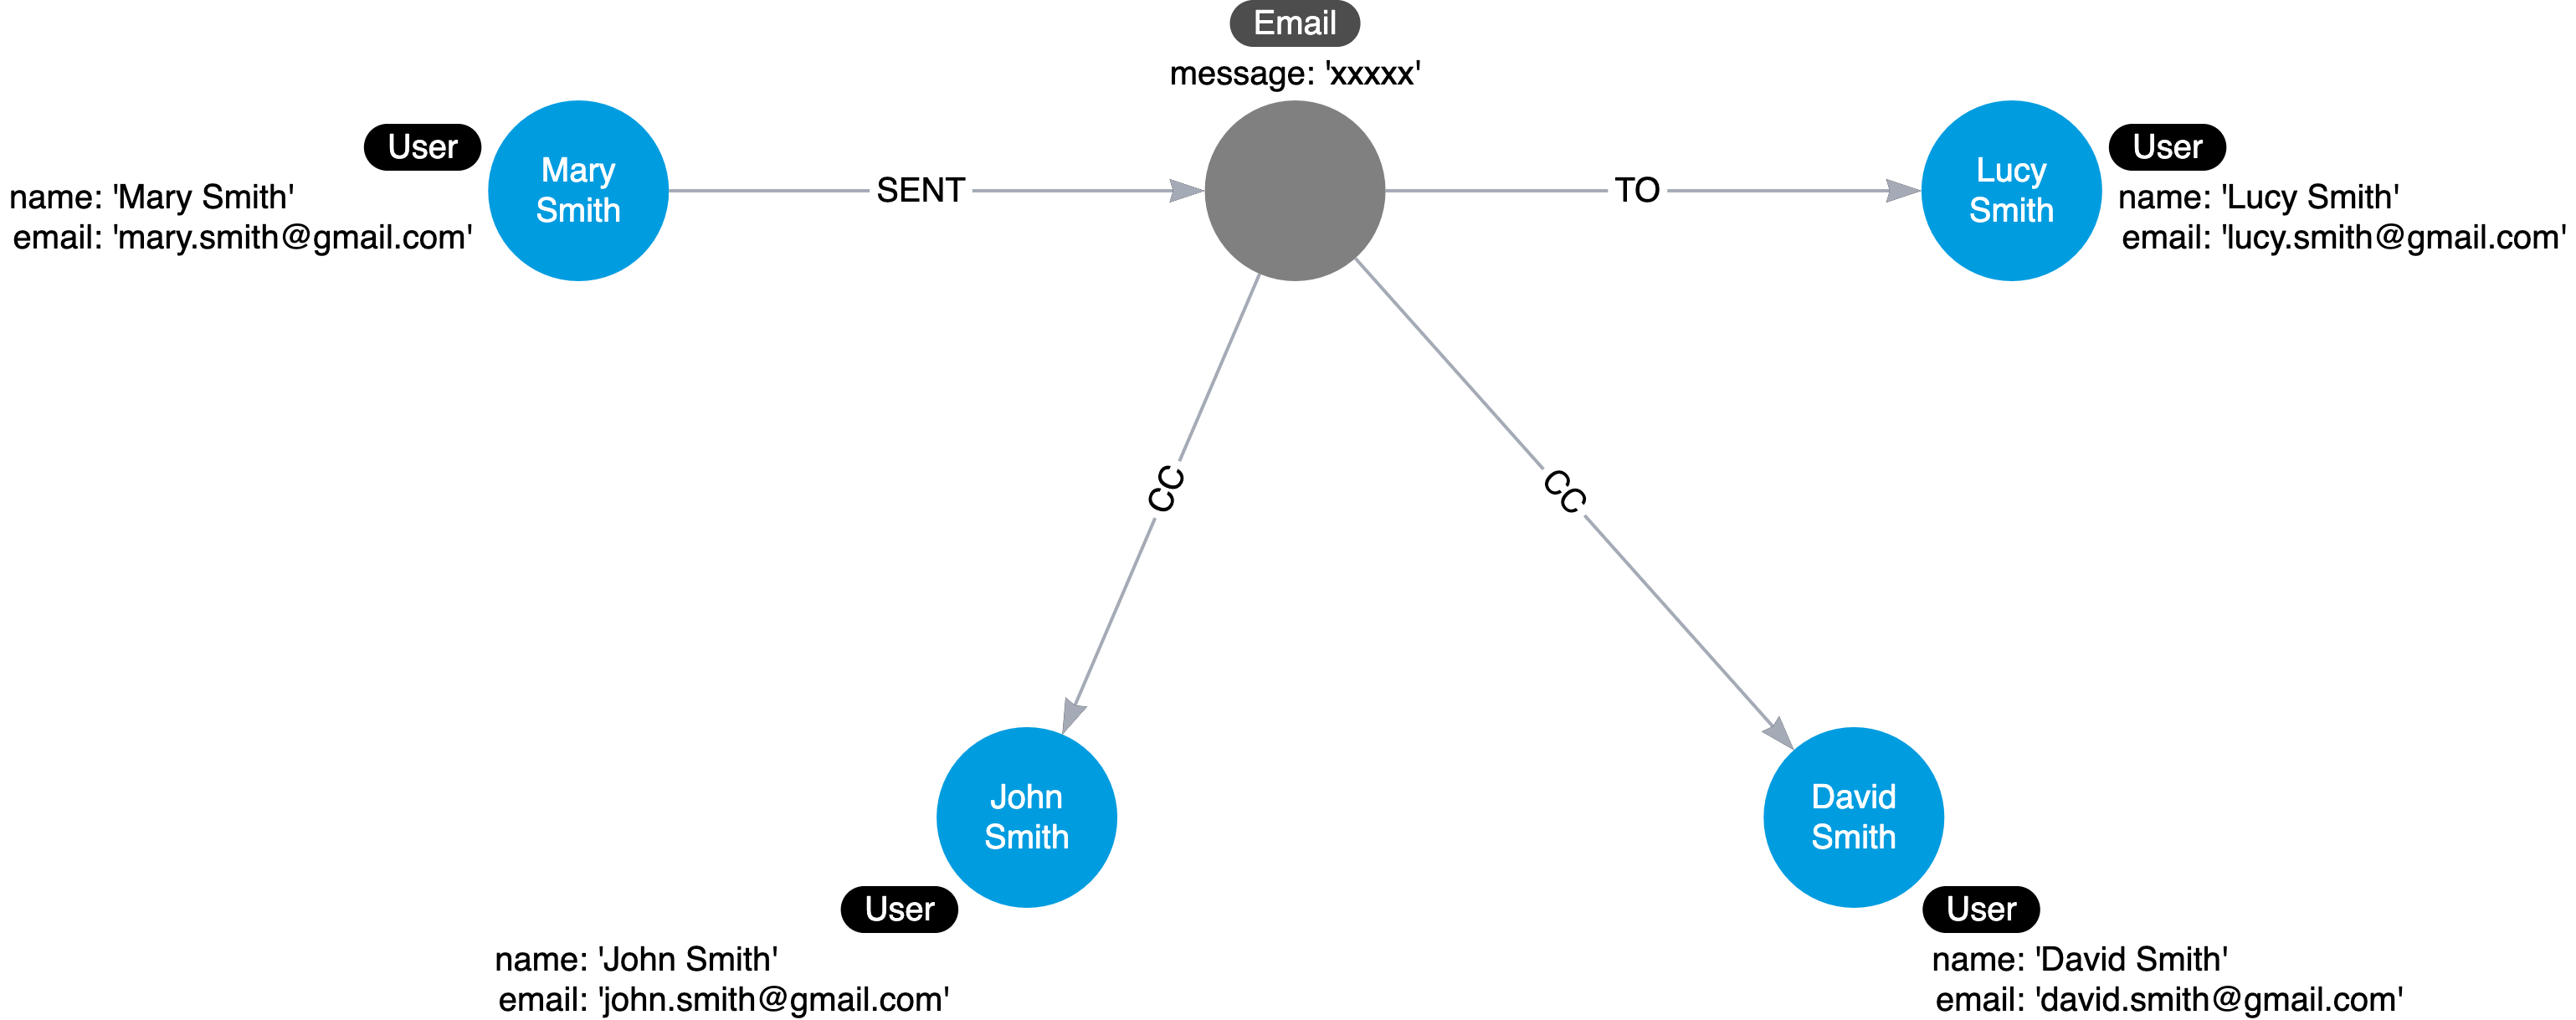 Email
message: 'xxxxx'
User
name: 'Mary Smith'
email: 'mary.smith@gmail.com'
Mary
Smith
SENT
TO
Lucy
Smith
User
name: 'Lucy Smith'
email: 'lucy.smith@gmail.com'
CC
CC
John
Smith
User
name: 'John Smith'
email: 'john.smith@gmail.com'
David
Smith
User
name: 'David Smith'
email: 'david.smith@gmail.com'